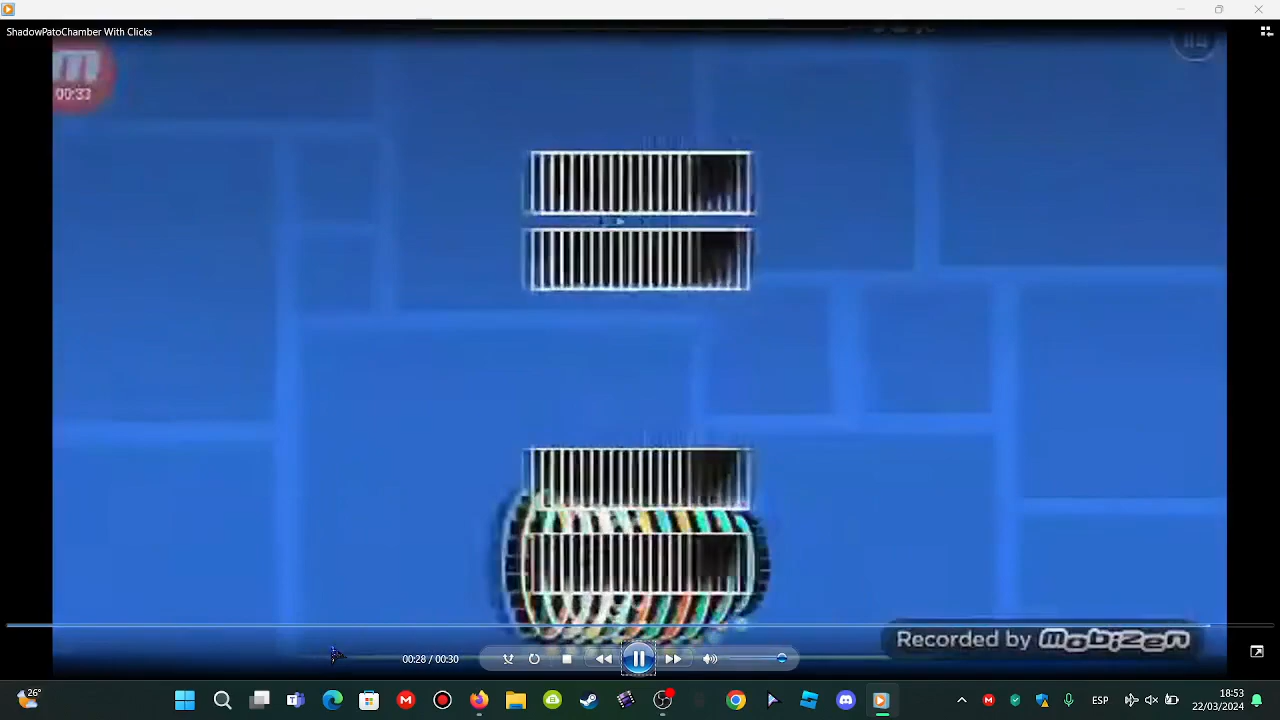 ShadowPatoChamber With Clicks
00:33
Recorded by mobizen
00:28 / 00:30
26°
ESP
18:53
22/03/2024